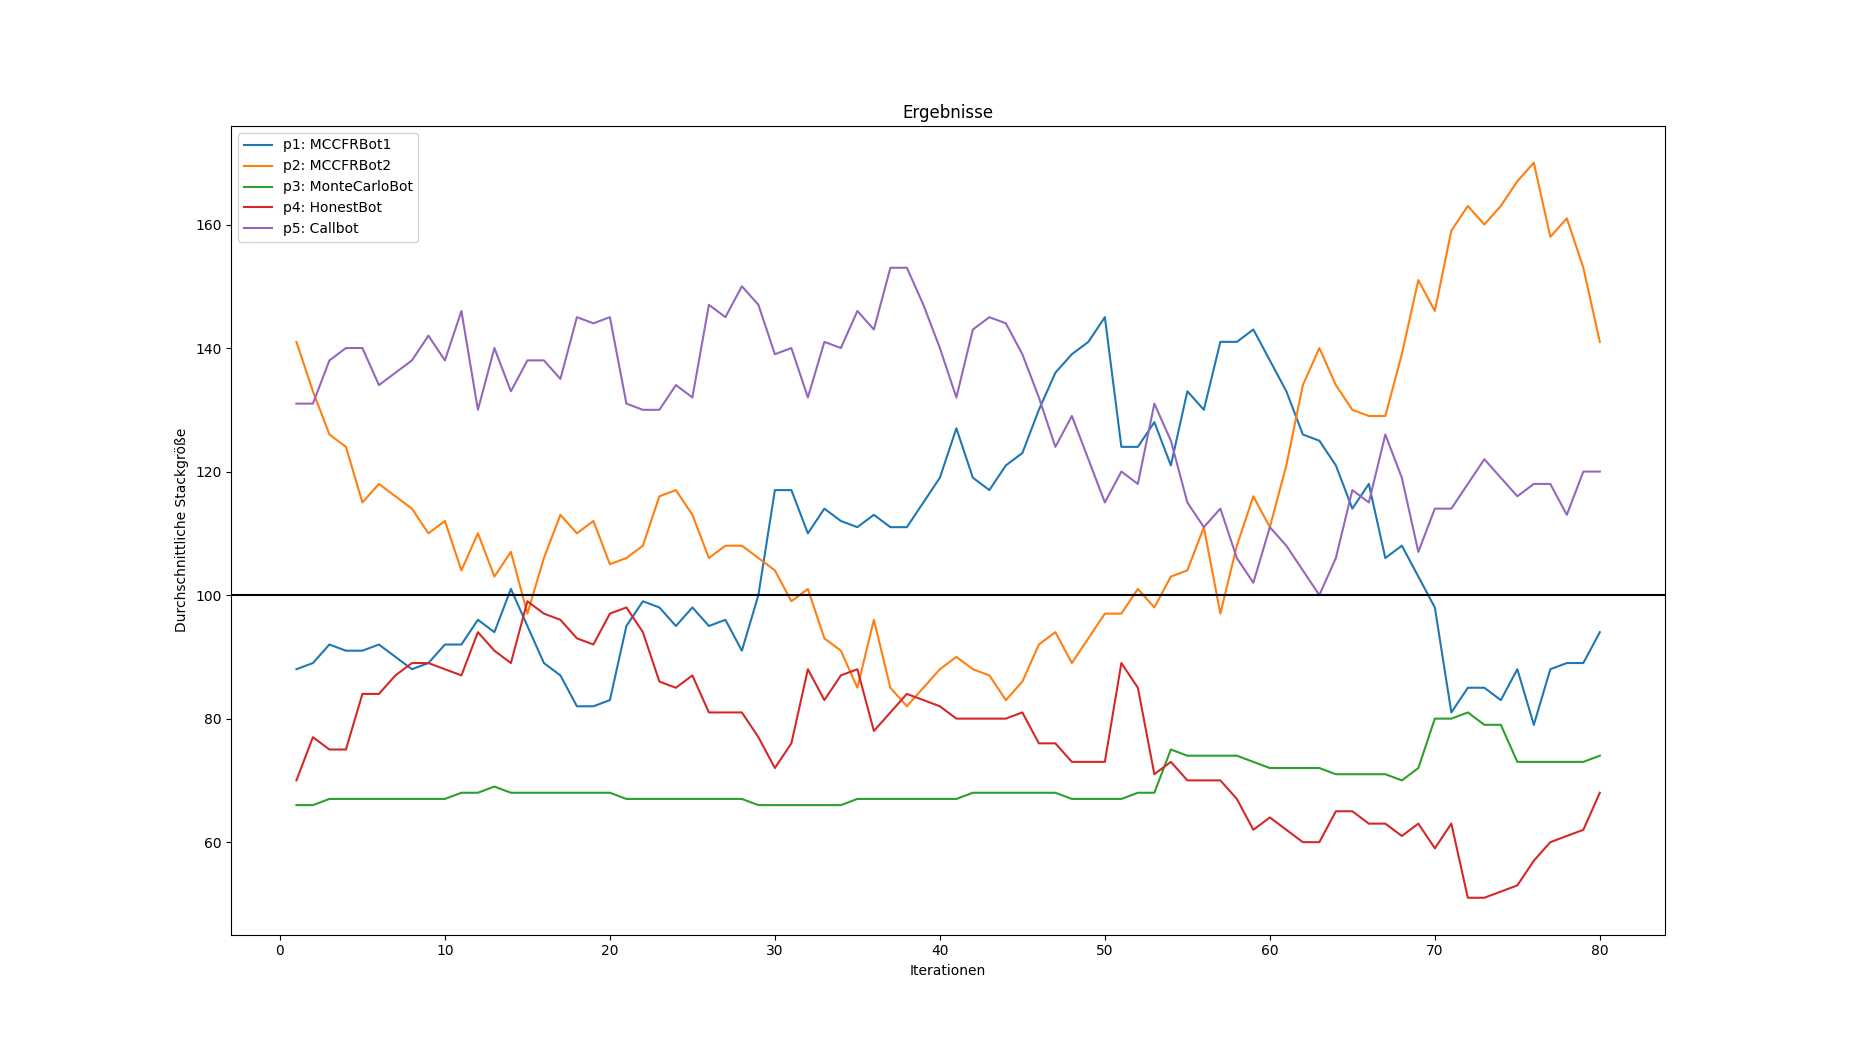 Ergebnisse
p1: MCCFRBot1
p2: MCCFRBot2
p3: MonteCarloBot
p4: HonestBot
p5: Callbot
Durchschnittliche Stackgröße
160
140
120
100
80
60
0 10 20 30 40 50 60 70 80
Iterationen